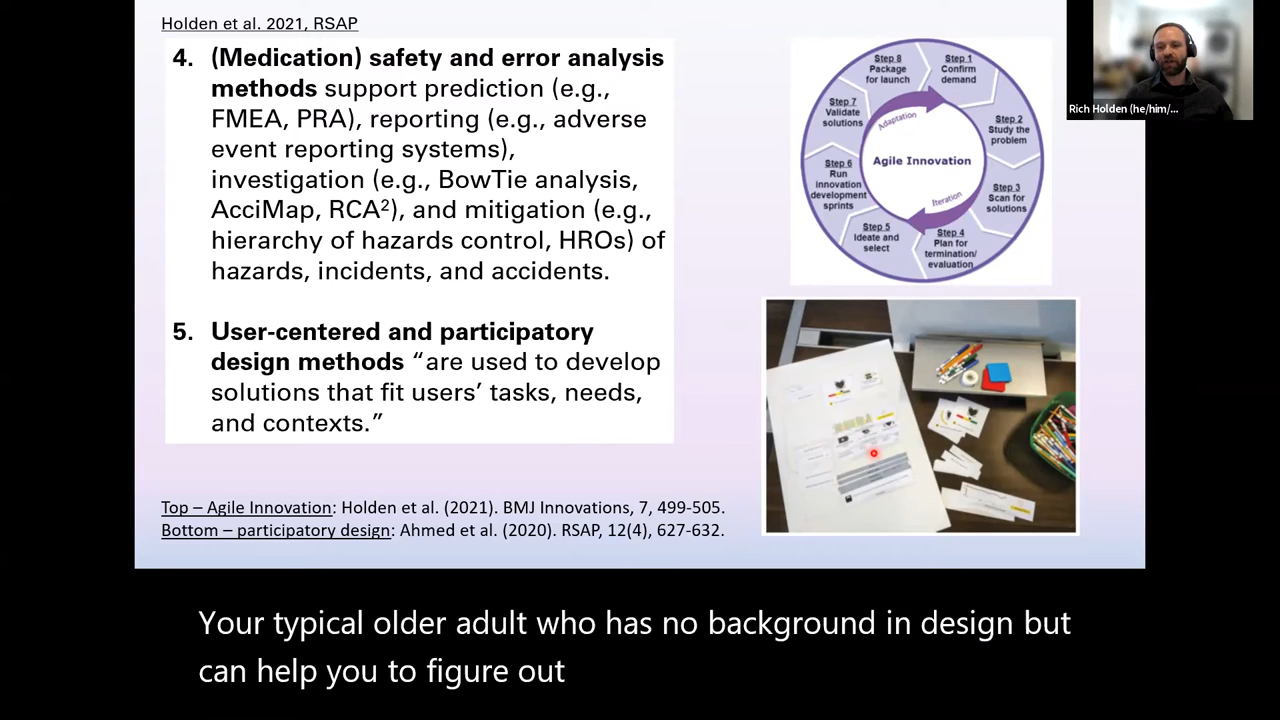 Holden et al. 2021, RSAP
4. (Medication) safety and error analysis
methods support prediction (e.g.,
FMEA, PRA), reporting (e.g., adverse
event reporting systems),
investigation (e.g., BowTie analysis,
AcciMap, RCA²), and mitigation (e.g.,
hierarchy of hazards control, HROs) of
hazards, incidents, and accidents.
5. User-centered and participatory
design methods “are used to develop
solutions that fit users’ tasks, needs,
and contexts.”
Step 1
Confirm
demand
Step 2
Study the
problem
Step 3
Scan for
solutions
Step 4
Plan for
termination/
evaluation
Step 5
Ideate and
select
Step 6
Run
innovation
development
sprints
Step 7
Validate
solutions
Step 8
Package
for launch
Adaptation
Agile Innovation
Iteration
Rich Holden (he/him/...
Top – Agile Innovation: Holden et al. (2021). BMJ Innovations, 7, 499-505.
Bottom – participatory design: Ahmed et al. (2020). RSAP, 12(4), 627-632.
Your typical older adult who has no background in design but
can help you to figure out